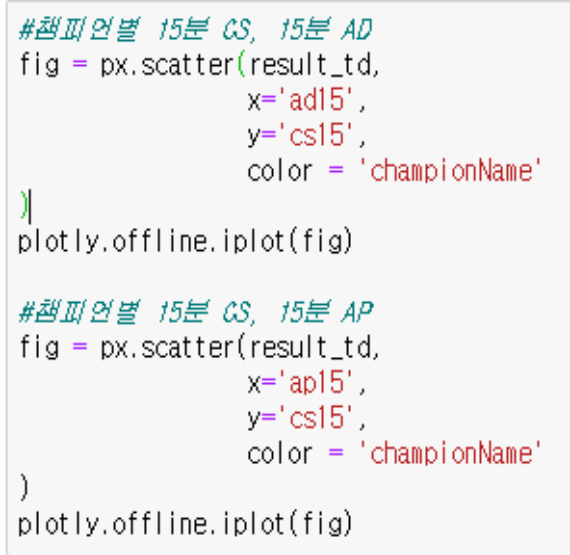 #챔피언별 15분 CS, 15분 AD
fig = px.scatter(result_td,
x='ad15',
y='cs15',
color = 'championName'
)
plotly.offline.iplot(fig)
#챔피언별 15분 CS, 15분 AP
fig = px.scatter(result_td,
x='ap15',
y='cs15',
color = 'championName'
)
plotly.offline.iplot(fig)